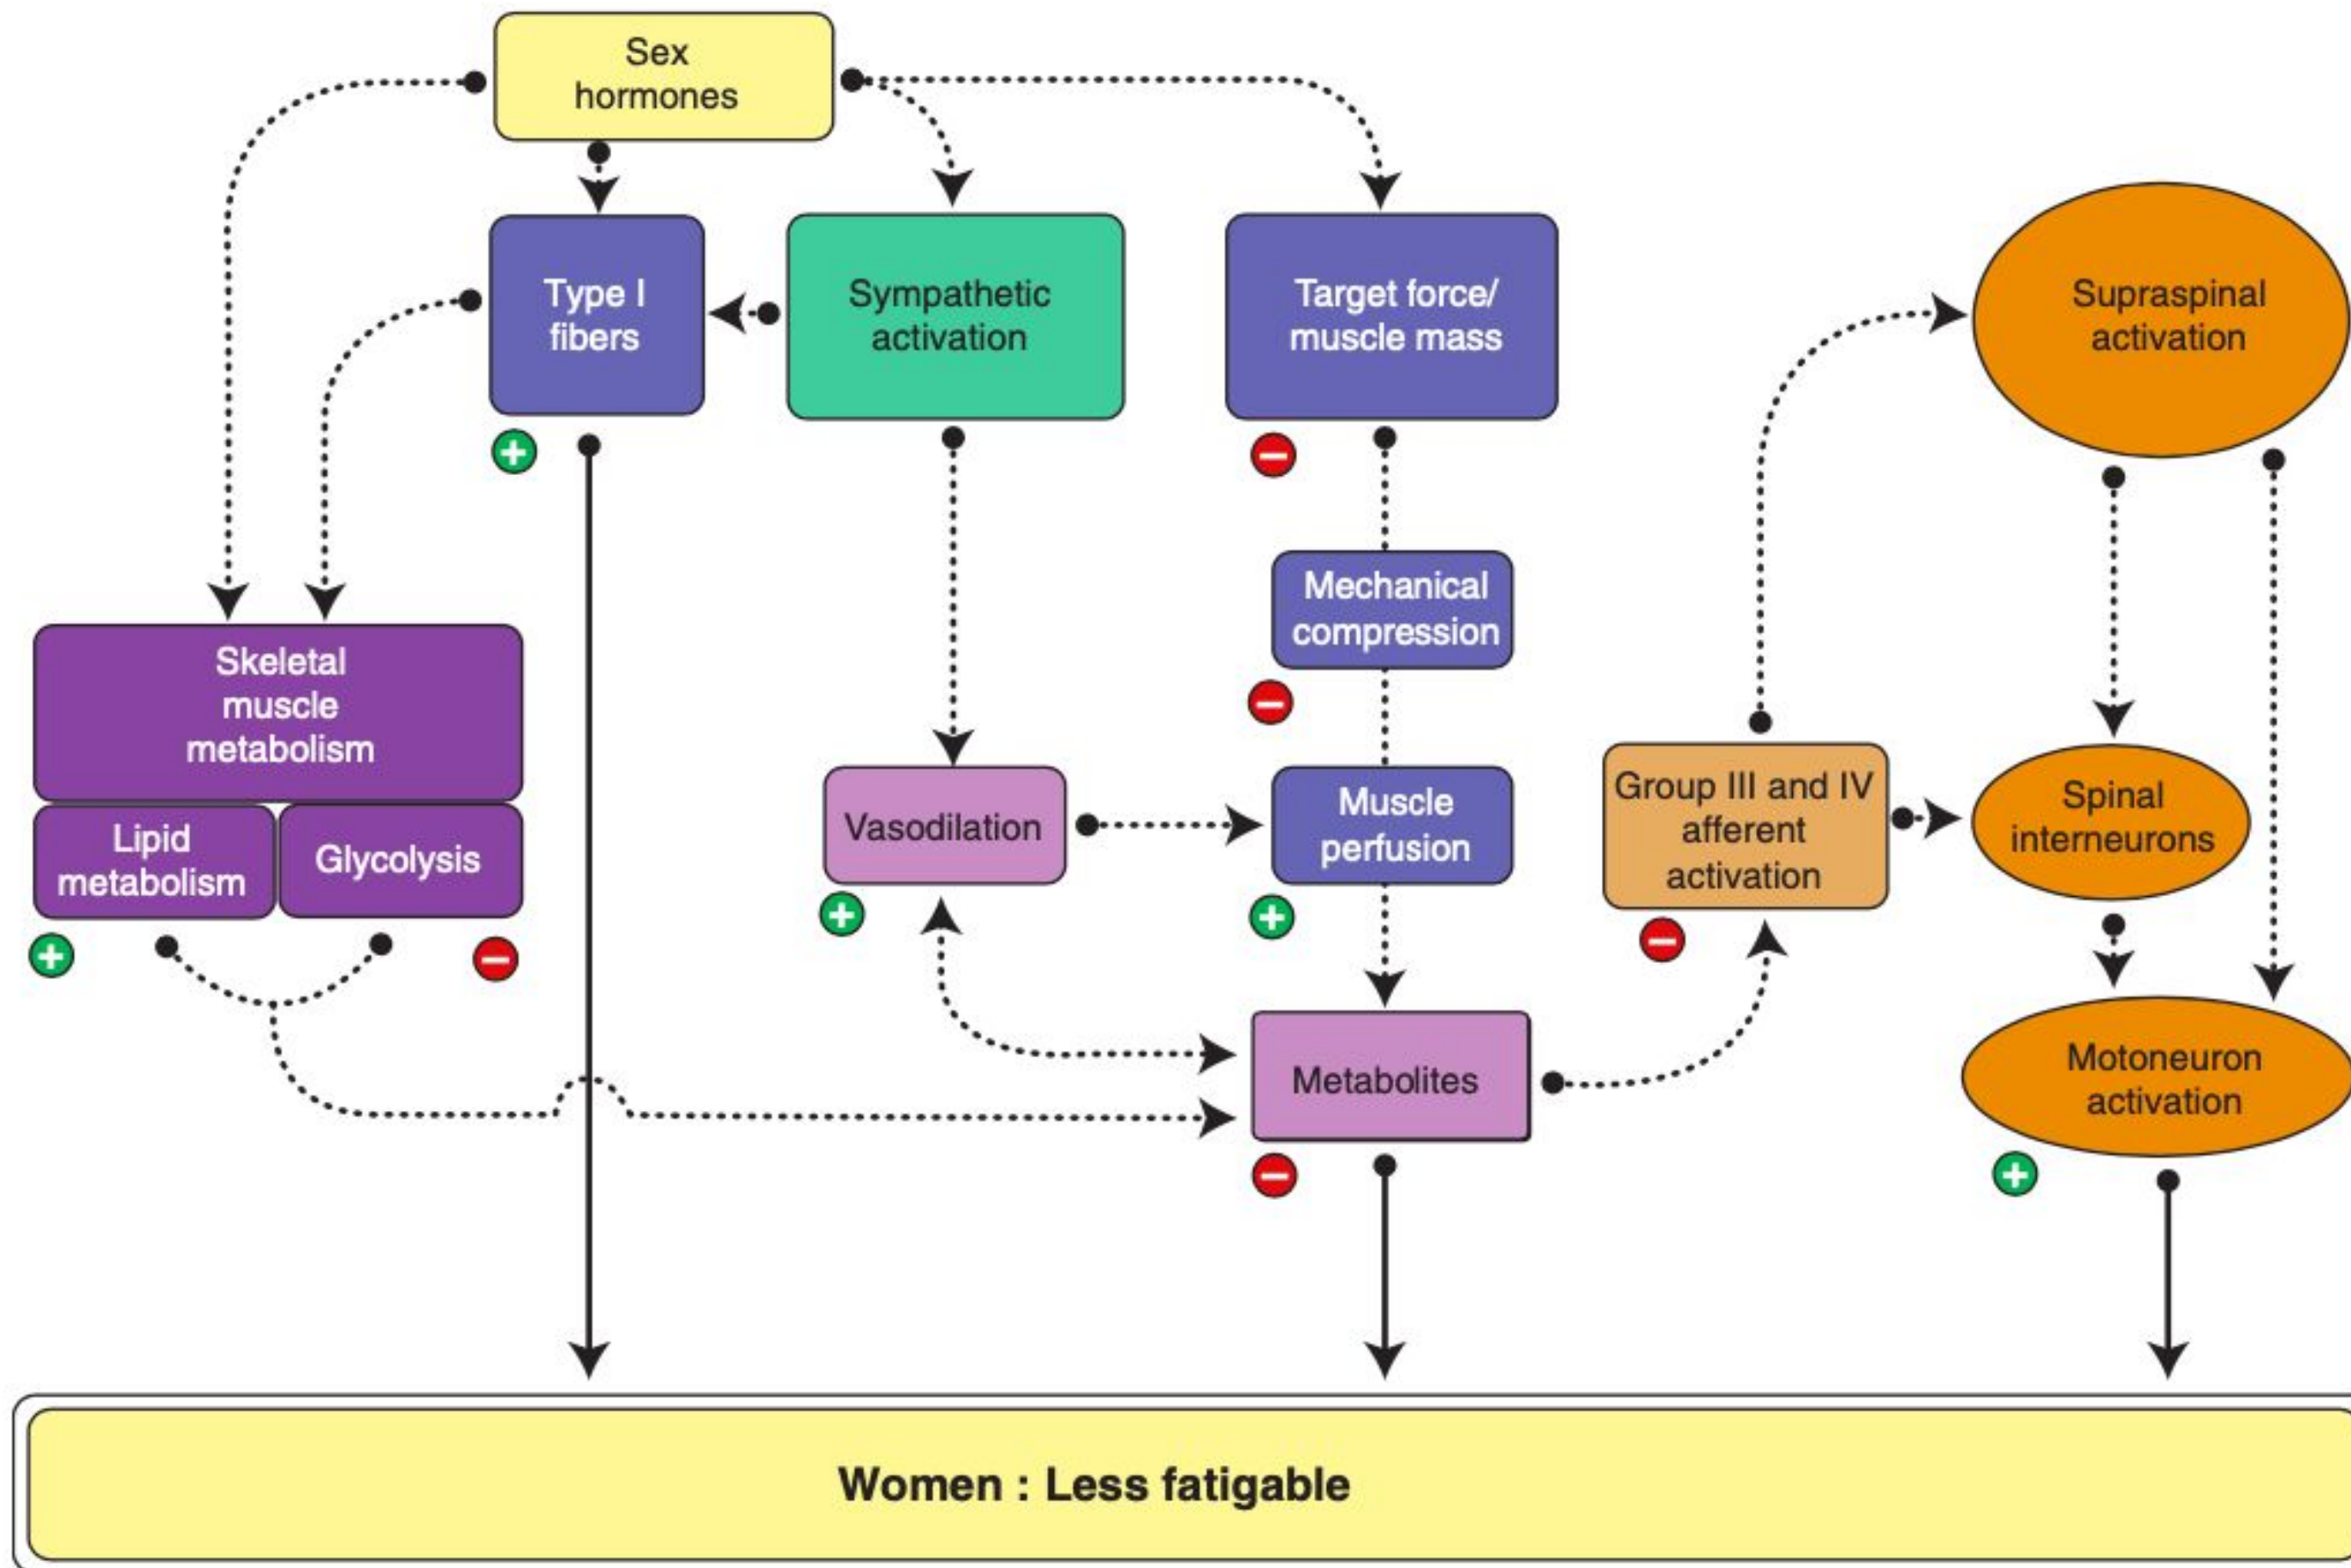 Sex
hormones
Type I
fibers
Sympathetic
activation
Target force/
muscle mass
Supraspinal
activation
Mechanical
compression
Skeletal
muscle
metabolism
Lipid
metabolism
Glycolysis
Vasodilation
Muscle
perfusion
Group III and IV
afferent
activation
Spinal
interneurons
Metabolites
Motoneuron
activation
Women : Less fatigable